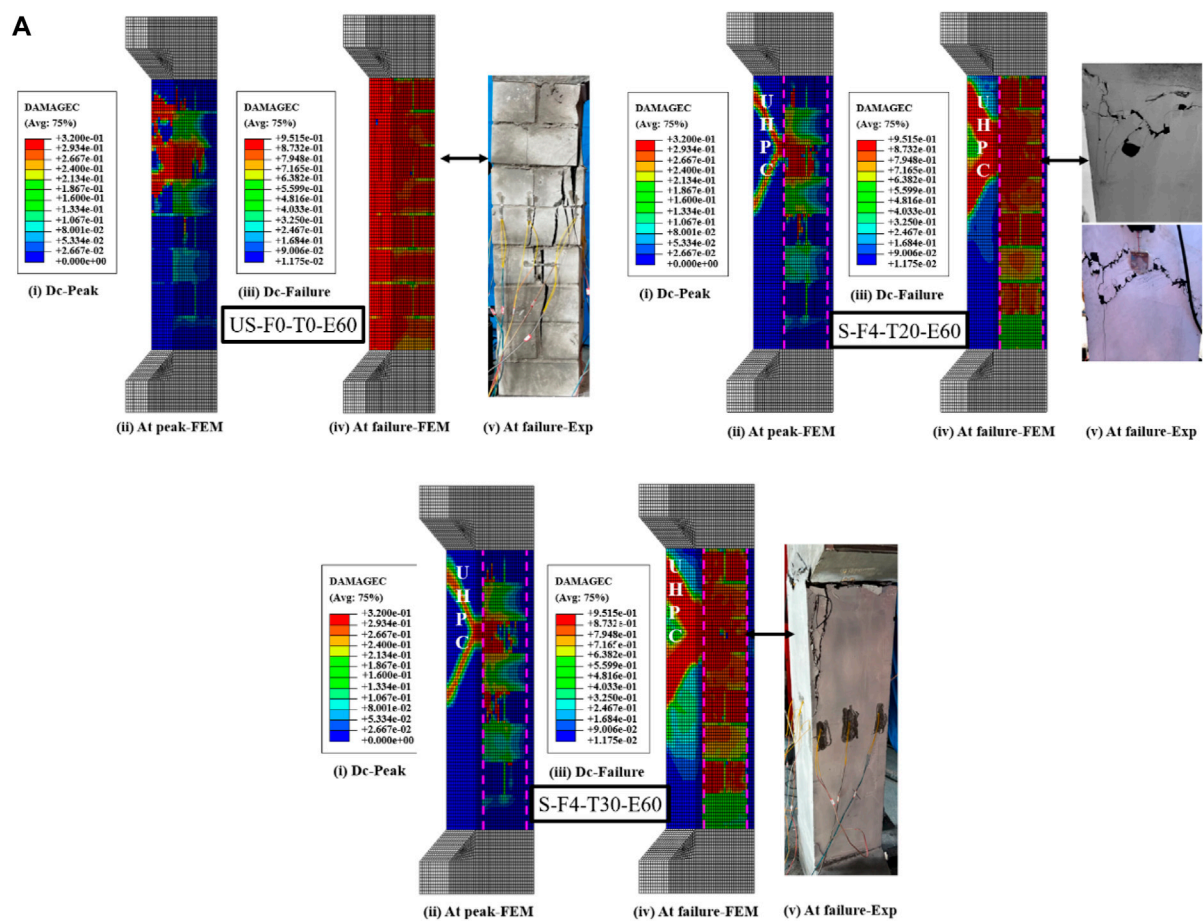 A
DAMAGEC
(Avg: 75%)
+3.200e-01
+2.934e-01
+2.667e-01
+2.400e-01
+2.134e-01
+1.867e-01
+1.600e-01
+1.334e-01
+1.067e-01
+8.001e-02
+5.334e-02
+2.667e-02
+0.000e+00
(i) Dc-Peak
(ii) At peak-FEM
DAMAGEC
(Avg: 75%)
+9.515e-01
+8.732e-01
+7.948e-01
+7.165e-01
+6.382e-01
+5.599e-01
+4.816e-01
+4.033e-01
+3.250e-01
+2.467e-01
+1.684e-01
+9.006e-02
+1.175e-02
(iii) Dc-Failure
US-F0-T0-E60
(iv) At failure-FEM
(v) At failure-Exp
DAMAGEC
(Avg: 75%)
+3.200e-01
+2.934e-01
+2.667e-01
+2.400e-01
+2.134e-01
+1.867e-01
+1.600e-01
+1.334e-01
+1.067e-01
+8.001e-02
+5.334e-02
+2.667e-02
+0.000e+00
(i) Dc-Peak
UHPC
(ii) At peak-FEM
DAMAGEC
(Avg: 75%)
+9.515e-01
+8.732e-01
+7.948e-01
+7.165e-01
+6.382e-01
+5.599e-01
+4.816e-01
+4.033e-01
+3.250e-01
+2.467e-01
+1.684e-01
+9.006e-02
+1.175e-02
(iii) Dc-Failure
S-F4-T20-E60
UHPC
(iv) At failure-FEM
(v) At failure-Exp
DAMAGEC
(Avg: 75%)
+3.200e-01
+2.934e-01
+2.667e-01
+2.400e-01
+2.134e-01
+1.867e-01
+1.600e-01
+1.334e-01
+1.067e-01
+8.001e-02
+5.334e-02
+2.667e-02
+0.000e+00
(i) Dc-Peak
UHPC
(ii) At peak-FEM
DAMAGEC
(Avg: 75%)
+9.515e-01
+8.732e-01
+7.948e-01
+7.165e-01
+6.382e-01
+5.599e-01
+4.816e-01
+4.033e-01
+3.250e-01
+2.467e-01
+1.684e-01
+9.006e-02
+1.175e-02
(iii) Dc-Failure
S-F4-T30-E60
UHPC
(iv) At failure-FEM
(v) At failure-Exp